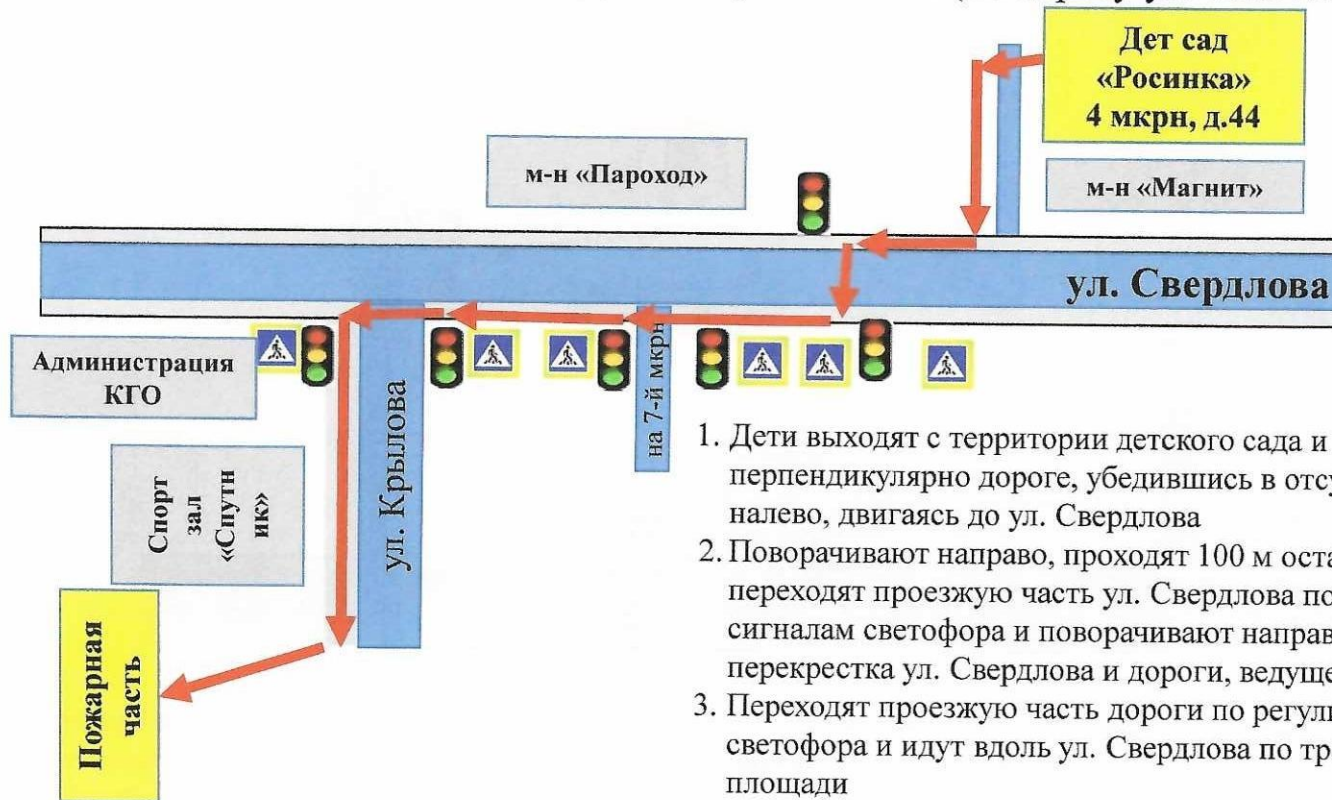 Дет сад
«Росинка»
4 мкрн, д.44
м-н «Пароход»
м-н «Магнит»
ул. Свердлова
Администрация
КГО
на 7-й мкрн
ул. Крылова
Спорт
зал
«Спутн
ик»
Пожарная
часть
1. Дети выходят с территории детского сада и
перпендикулярно дороге, убедившись в отсу
налево, двигаясь до ул. Свердлова
2. Поворачивают направо, проходят 100 м оста
переходят проезжую часть ул. Свердлова по
сигналам светофора и поворачивают направ
перекрестка ул. Свердлова и дороги, ведуще
3. Переходят проезжую часть дороги по регули
светофора и идут вдоль ул. Свердлова по тр
площади